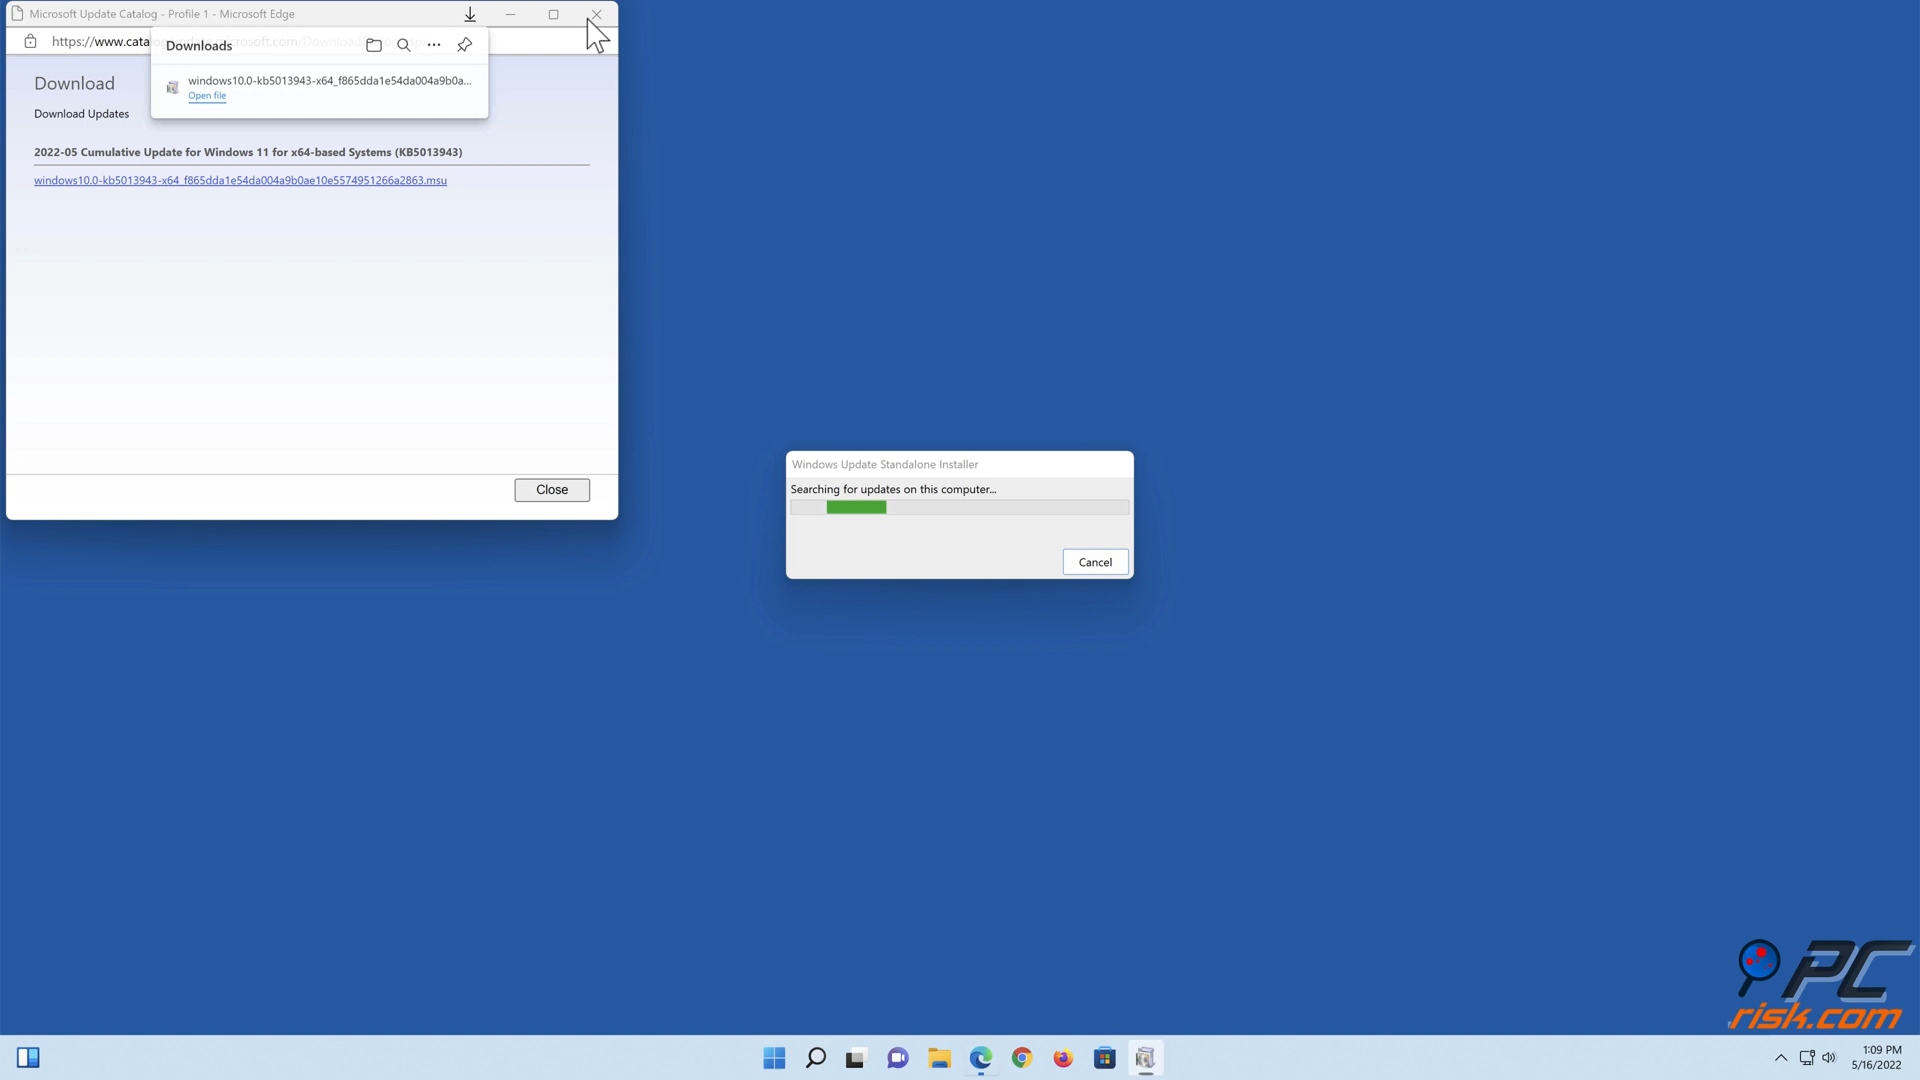 Microsoft Update Catalog - Profile 1 - Microsoft Edge
https://www.cata
Downloads
windows10.0-kb5013943-x64_f865dda1e54da004a9b0a...
Open file
Download
Download Updates
2022-05 Cumulative Update for Windows 11 for x64-based Systems (KB5013943)
windows10.0-kb5013943-x64_f865dda1e54da004a9b0ae10e5574951266a2863.msu
Close
Windows Update Standalone Installer
Searching for updates on this computer...
Cancel
PC
risk.com
1:09 PM
5/16/2022